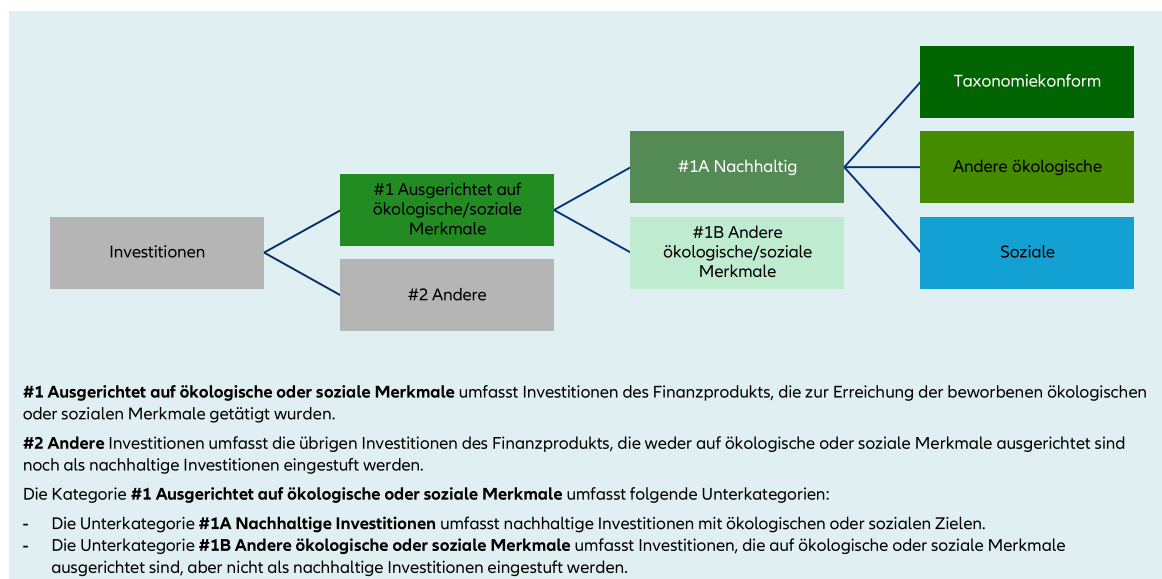 Taxonomiekonform
#1A Nachhaltig
Andere ökologische
#1 Ausgerichtet auf
ökologische/soziale
Merkmale
Investitionen
#1B Andere
ökologische/soziale
Merkmale
Soziale
#2 Andere
#1 Ausgerichtet auf ökologische oder soziale Merkmale umfasst Investitionen des Finanzprodukts, die zur Erreichung der beworbenen ökologischen
oder sozialen Merkmale getätigt wurden.
#2 Andere Investitionen umfasst die übrigen Investitionen des Finanzprodukts, die weder auf ökologische oder soziale Merkmale ausgerichtet sind
noch als nachhaltige Investitionen eingestuft werden.
Die Kategorie #1 Ausgerichtet auf ökologische oder soziale Merkmale umfasst folgende Unterkategorien:
- Die Unterkategorie #1A Nachhaltige Investitionen umfasst nachhaltige Investitionen mit ökologischen oder sozialen Zielen.
- Die Unterkategorie #1B Andere ökologische oder soziale Merkmale umfasst Investitionen, die auf ökologische oder soziale Merkmale
ausgerichtet sind, aber nicht als nachhaltige Investitionen eingestuft werden.